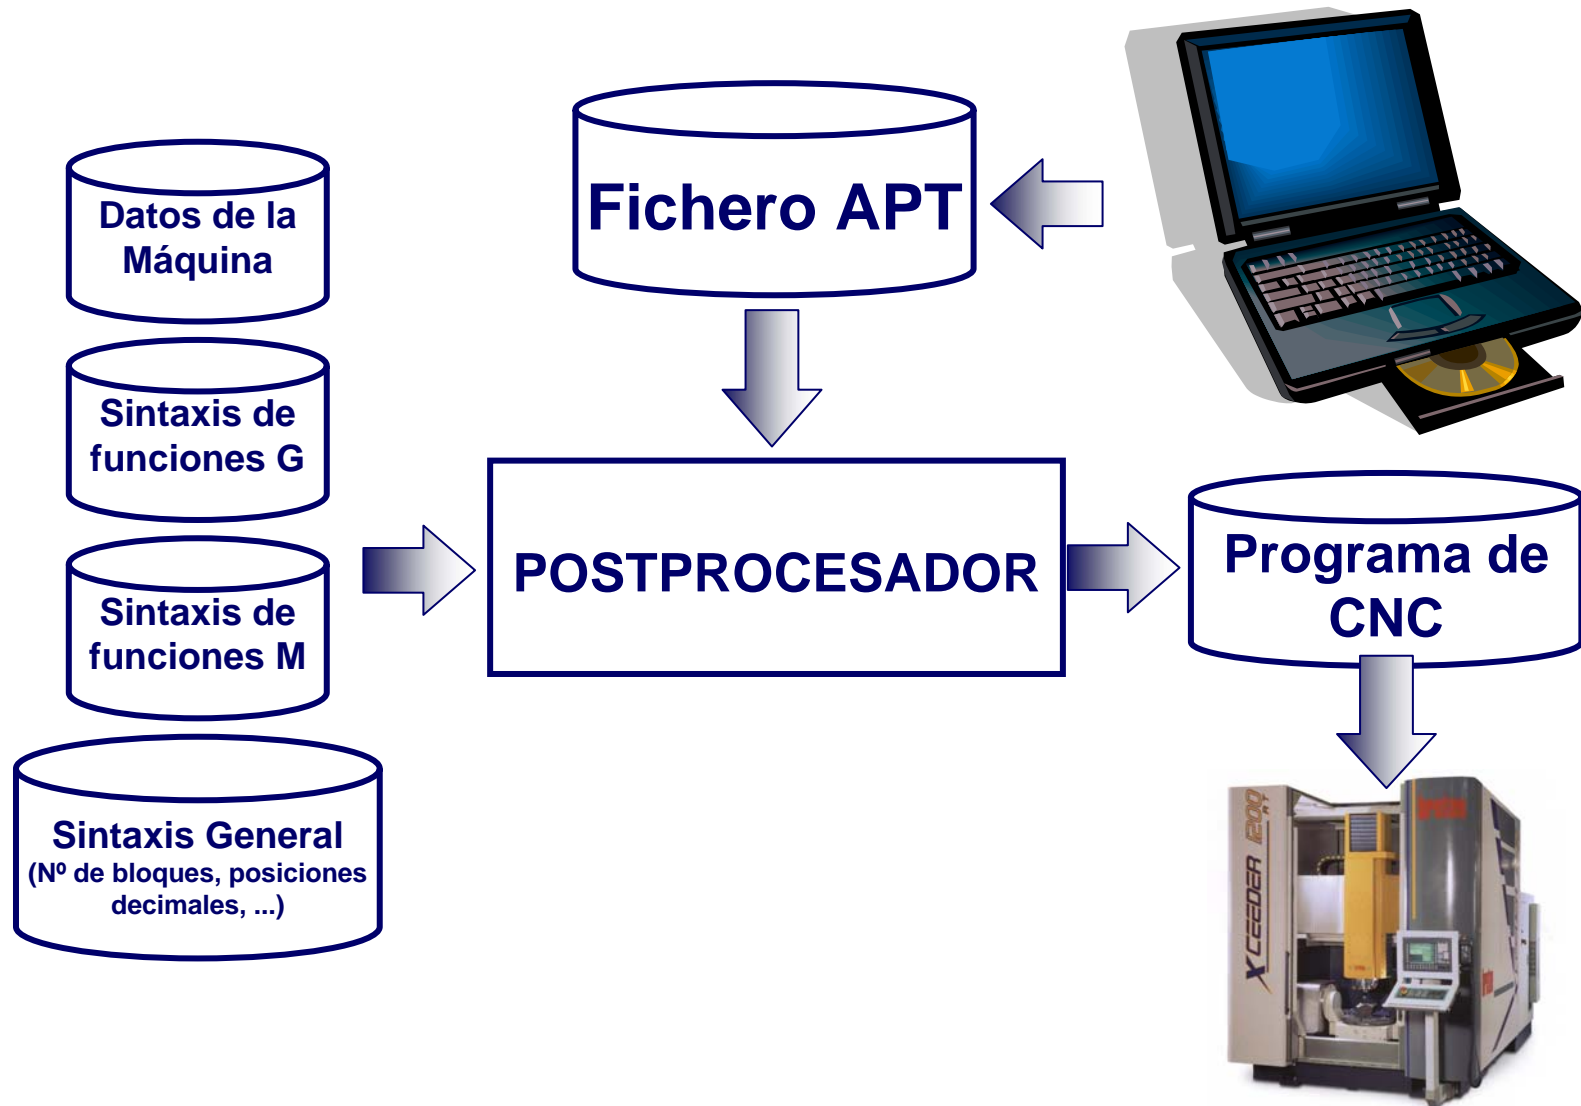 Fichero APT
Datos de la
Máquina
Sintaxis de
funciones G
Sintaxis de
funciones M
Sintaxis General
(Nº de bloques, posiciones
decimales, ...)
POSTPROCESADOR
Programa de
CNC
XCEEDER 1200
RT